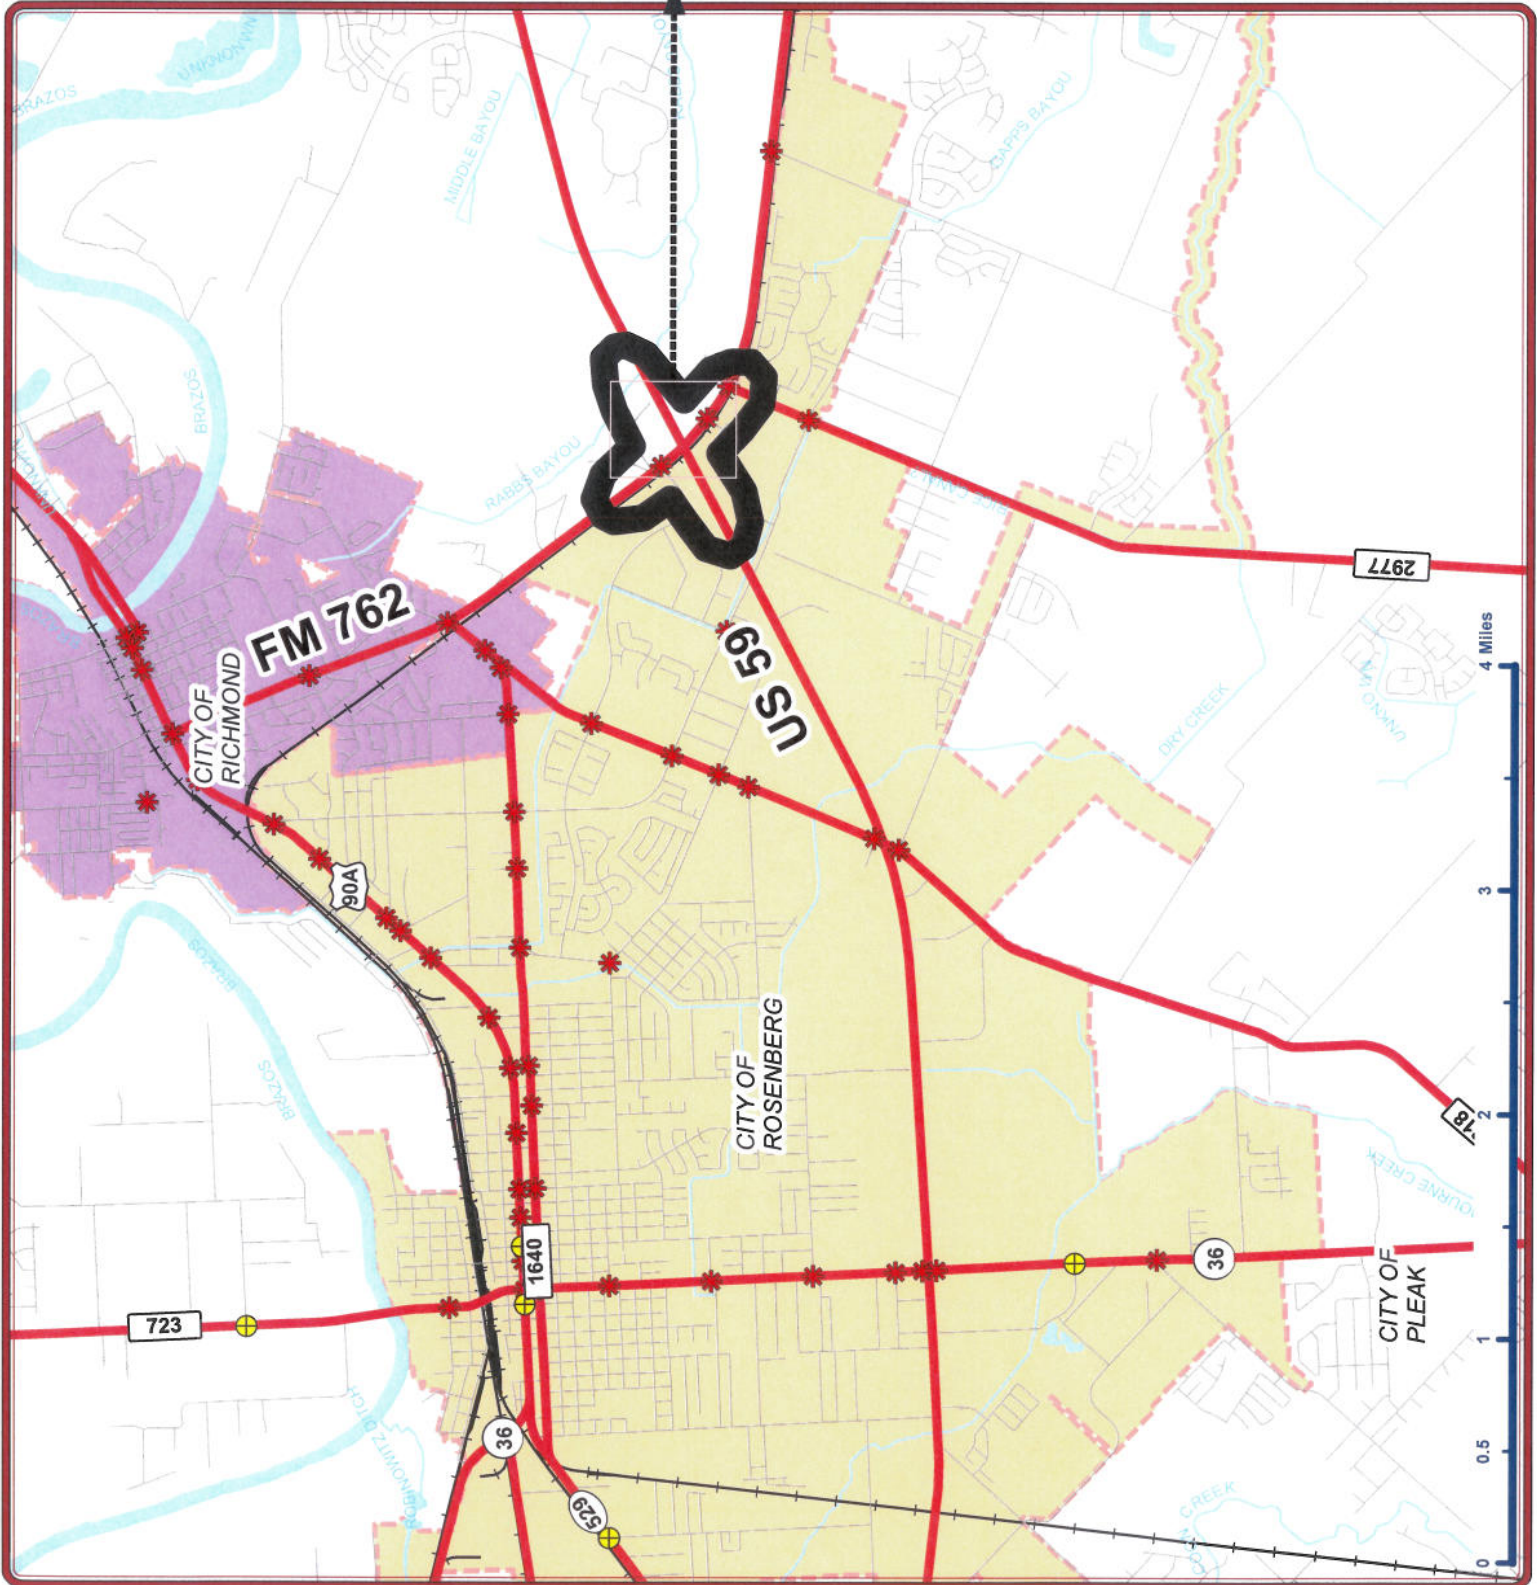 BRAZOS
UNKNONWN
MIDDLE BAYOU
GAPPS BAYOU
BRAZOS
RABBS BAYOU
2977
FM 762
CITY OF
RICHMOND
US 59
DRY CREEK
90A
BRAZOS
BRAZOS
CITY OF
ROSENBERG
1640
723
36
CITY OF
PLEAK
36
529
CREEK
0
0.5
1
2
3
4 Miles